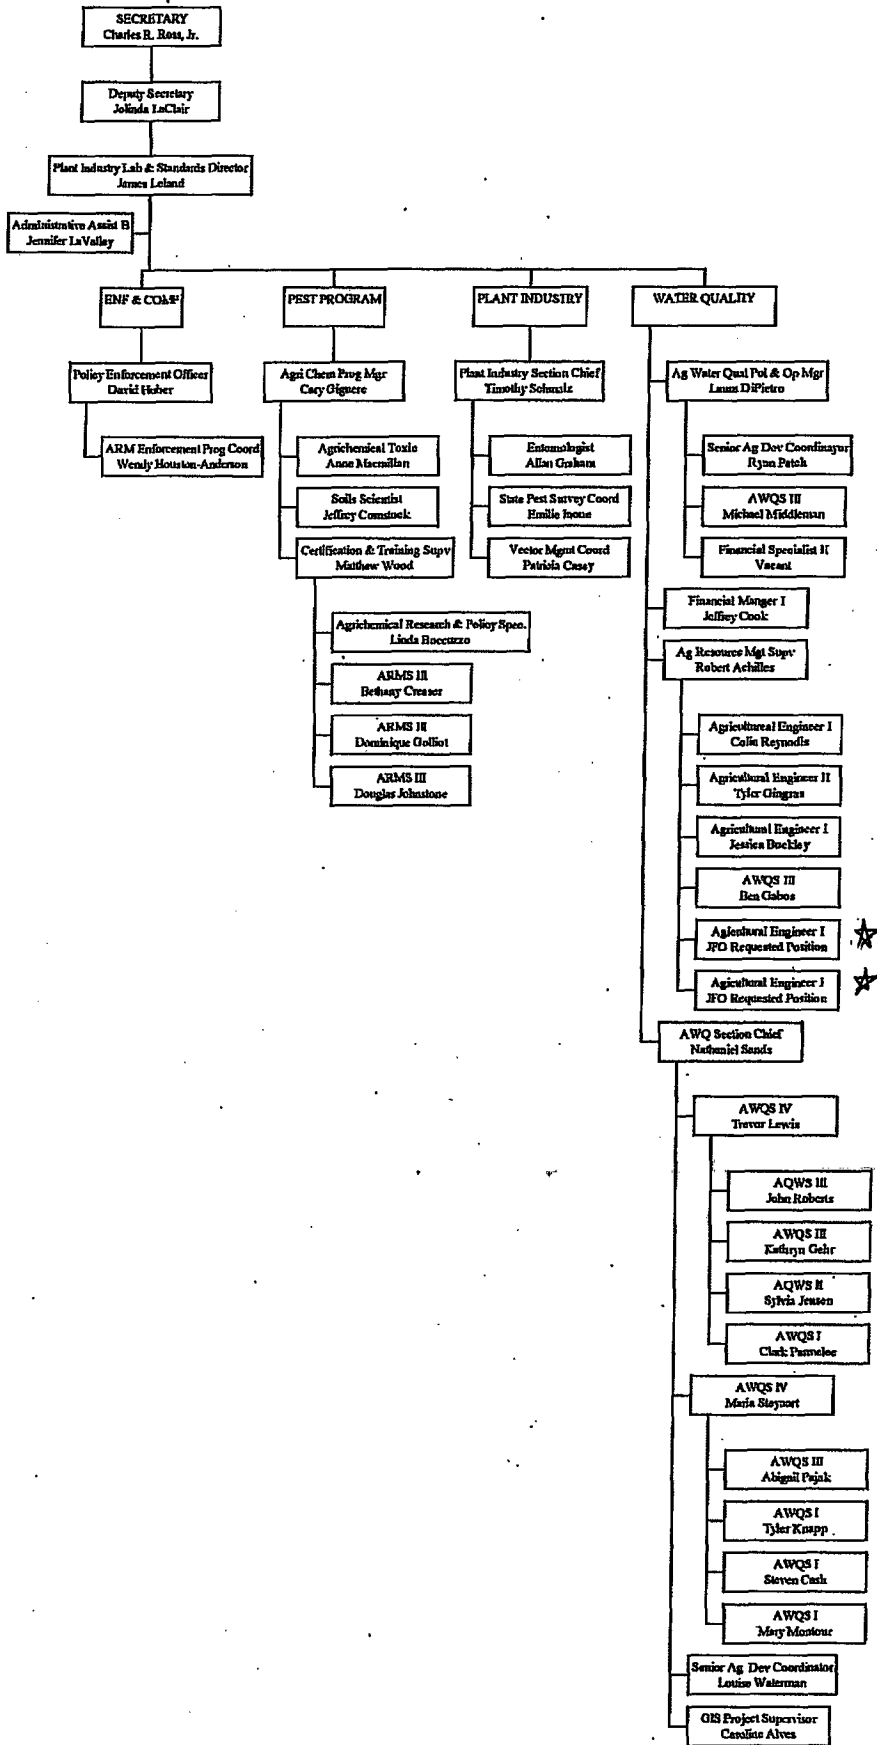 SECRETARY
Charles R. Ross, Jr.
Deputy Secretary
Jolinda LaClair
Plant Industry Lab & Standards Director
James Leland
Administrative Assist B
Jennifer LaValley
ENF & COMP
PEST PROGRAM
PLANT INDUSTRY
WATER QUALITY
Policy Enforcement Officer
David Huber
ARM Enforcement Prog Coord
Wendy Houston-Anderson
Agri Chem Prog Mgr
Cary Giguere
Agrichemical Toxic
Anne Macmillan
Soils Scientist
Jeffrey Comstock
Certification & Training Supv
Matthew Wood
Agrichemical Research & Policy Spec.
Linda Boccuzzo
ARMS III
Bethany Creaser
ARMS III
Dominique Golliot
ARMS III
Douglas Johnstone
Plant Industry Section Chief
Timothy Schmalz
Entomologist
Allan Graham
State Pest Survey Coord
Emilie Inoue
Vector Mgmt Coord
Patricia Casey
Ag Water Qual Pol & Op Mgr
Laura DiPietro
Senior Ag Dev Coordinator
Ryan Patch
AWQS III
Michael Middleman
Financial Specialist II
Vacant
Financial Manger I
Jeffrey Cook
Ag Resource Mgt Supv
Robert Achilles
Agricultureal Engineer I
Colin Reynolds
Agricultural Engineer II
Tyler Gingras
Agricultural Engineer I
Jessica Buckley
AWQS III
Ben Gabos
Agricultural Engineer I
JFO Requested Position
Agricultural Engineer I
JFO Requested Position
AWQ Section Chief
Nathaniel Sands
AWQS IV
Trevor Lewis
AQWS III
John Roberts
AWQS III
Kathryn Gehr
AQWS II
Sylvia Jensen
AWQS I
Clark Parmelee
AWQS IV
Maria Steyaart
AWQS III
Abigail Pajak
AWQS I
Tyler Knapp
AWQS I
Steven Cash
AWQS I
Mary Montour
Senior Ag Dev Coordinator
Louise Waterman
GIS Project Supervisor
Caroline Alves